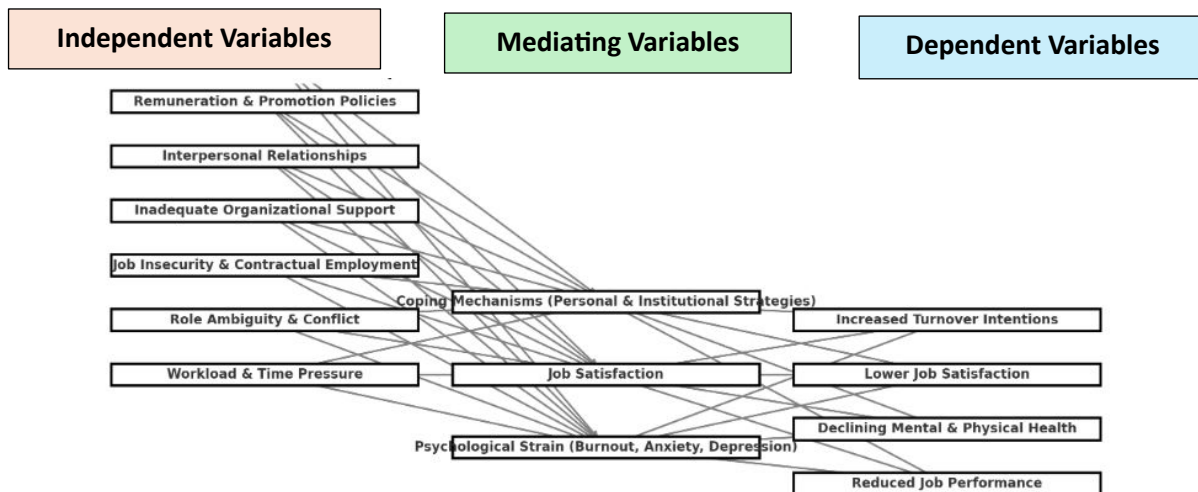 Independent Variables
Mediating Variables
Dependent Variables
Remuneration & Promotion Policies
Interpersonal Relationships
Inadequate Organizational Support
Job Insecurity & Contractual Employment
Role Ambiguity & Conflict
Workload & Time Pressure
Coping Mechanisms (Personal & Institutional Strategies)
Job Satisfaction
Psychological Strain (Burnout, Anxiety, Depression)
Increased Turnover Intentions
Lower Job Satisfaction
Declining Mental & Physical Health
Reduced Job Performance